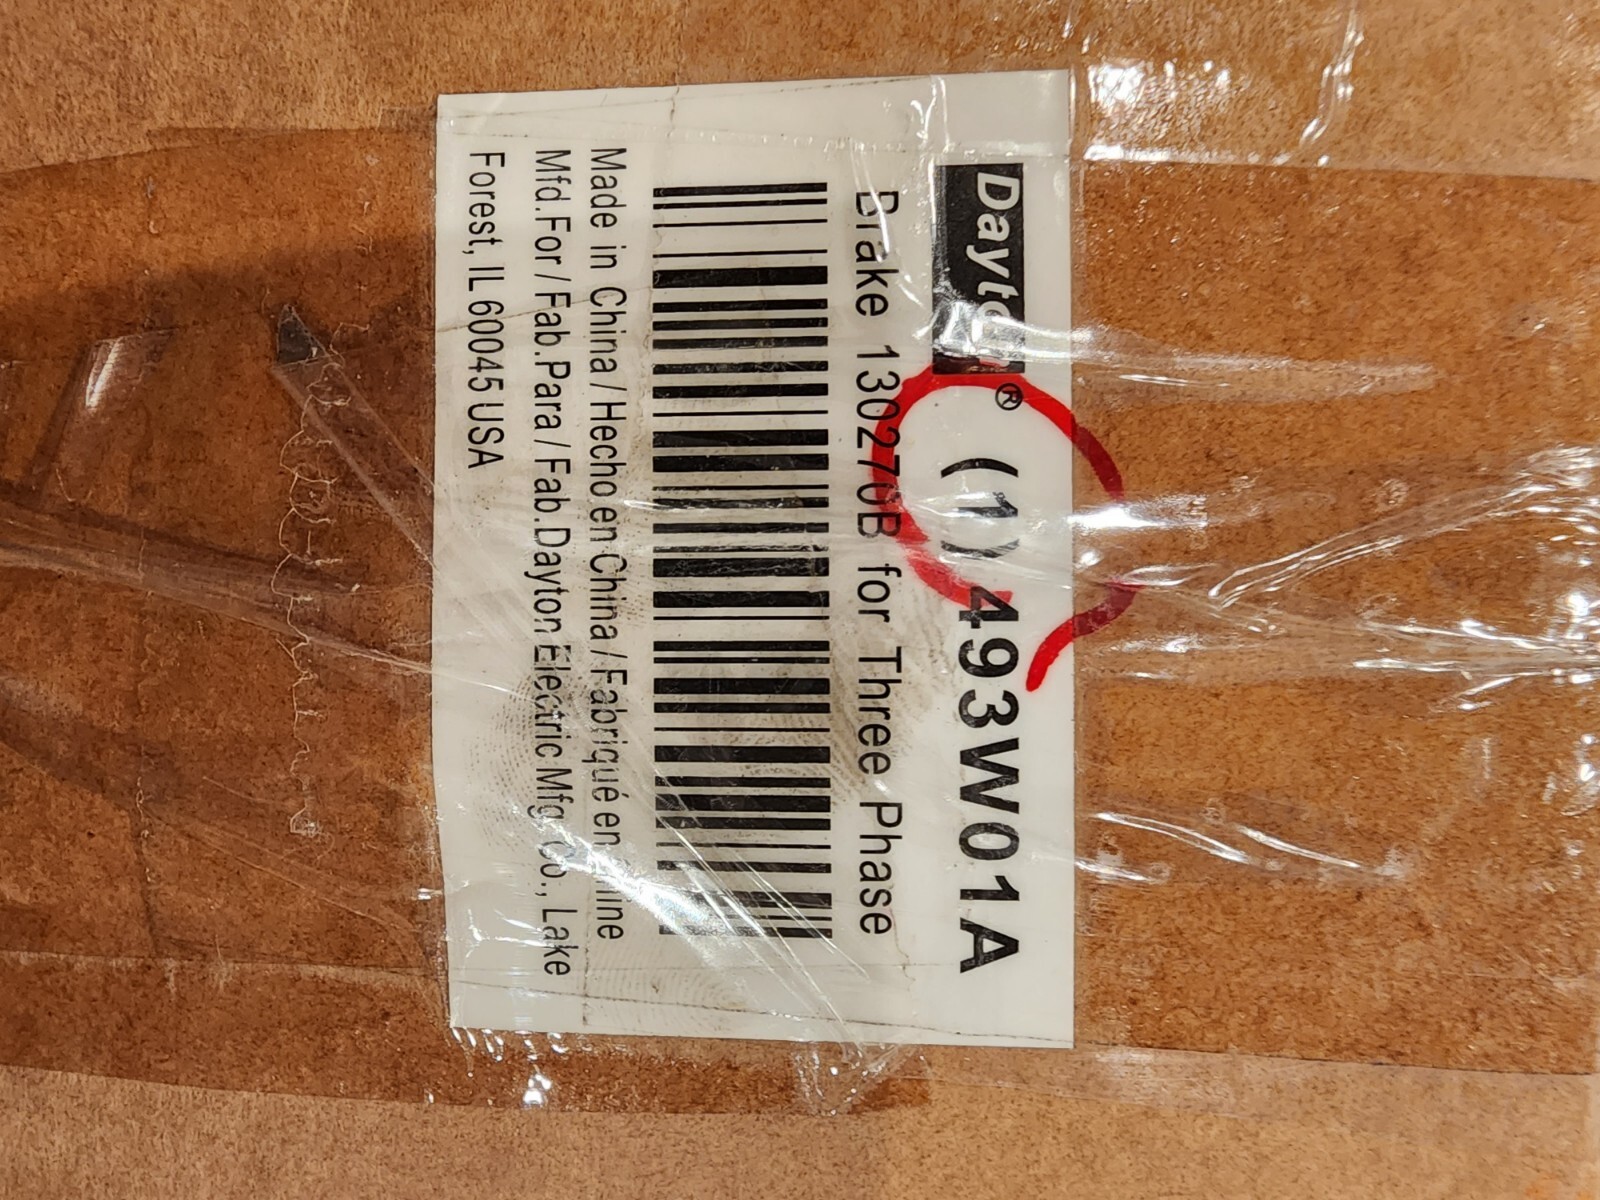 Dayton® (1) 493W01A
Brake 130270B for Three Phase
Made in China / Hecho en China / Fabriqué en Chine
Mfd.For / Fab.Para / Fab.Dayton Electric Mfg. Co., Lake
Forest, IL 60045 USA